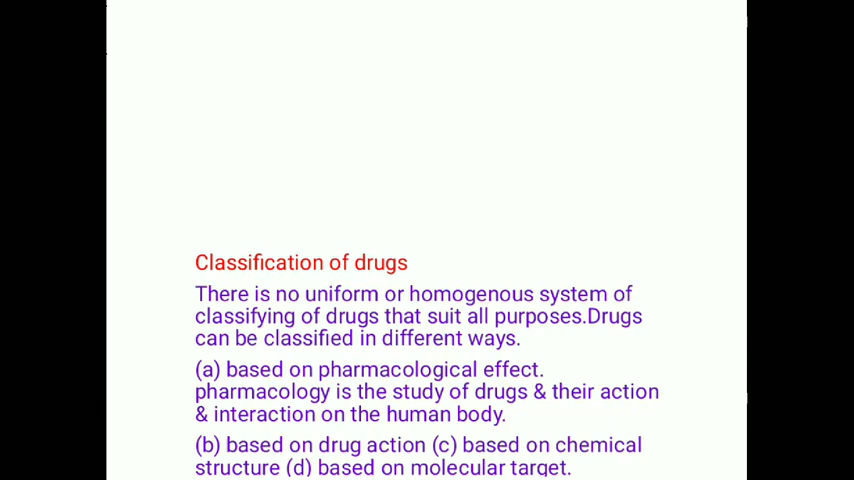 Classification of drugs
There is no uniform or homogenous system of
classifying of drugs that suit all purposes.Drugs
can be classified in different ways.
(a) based on pharmacological effect.
pharmacology is the study of drugs & their action
& interaction on the human body.
(b) based on drug action (c) based on chemical
structure (d) based on molecular target.